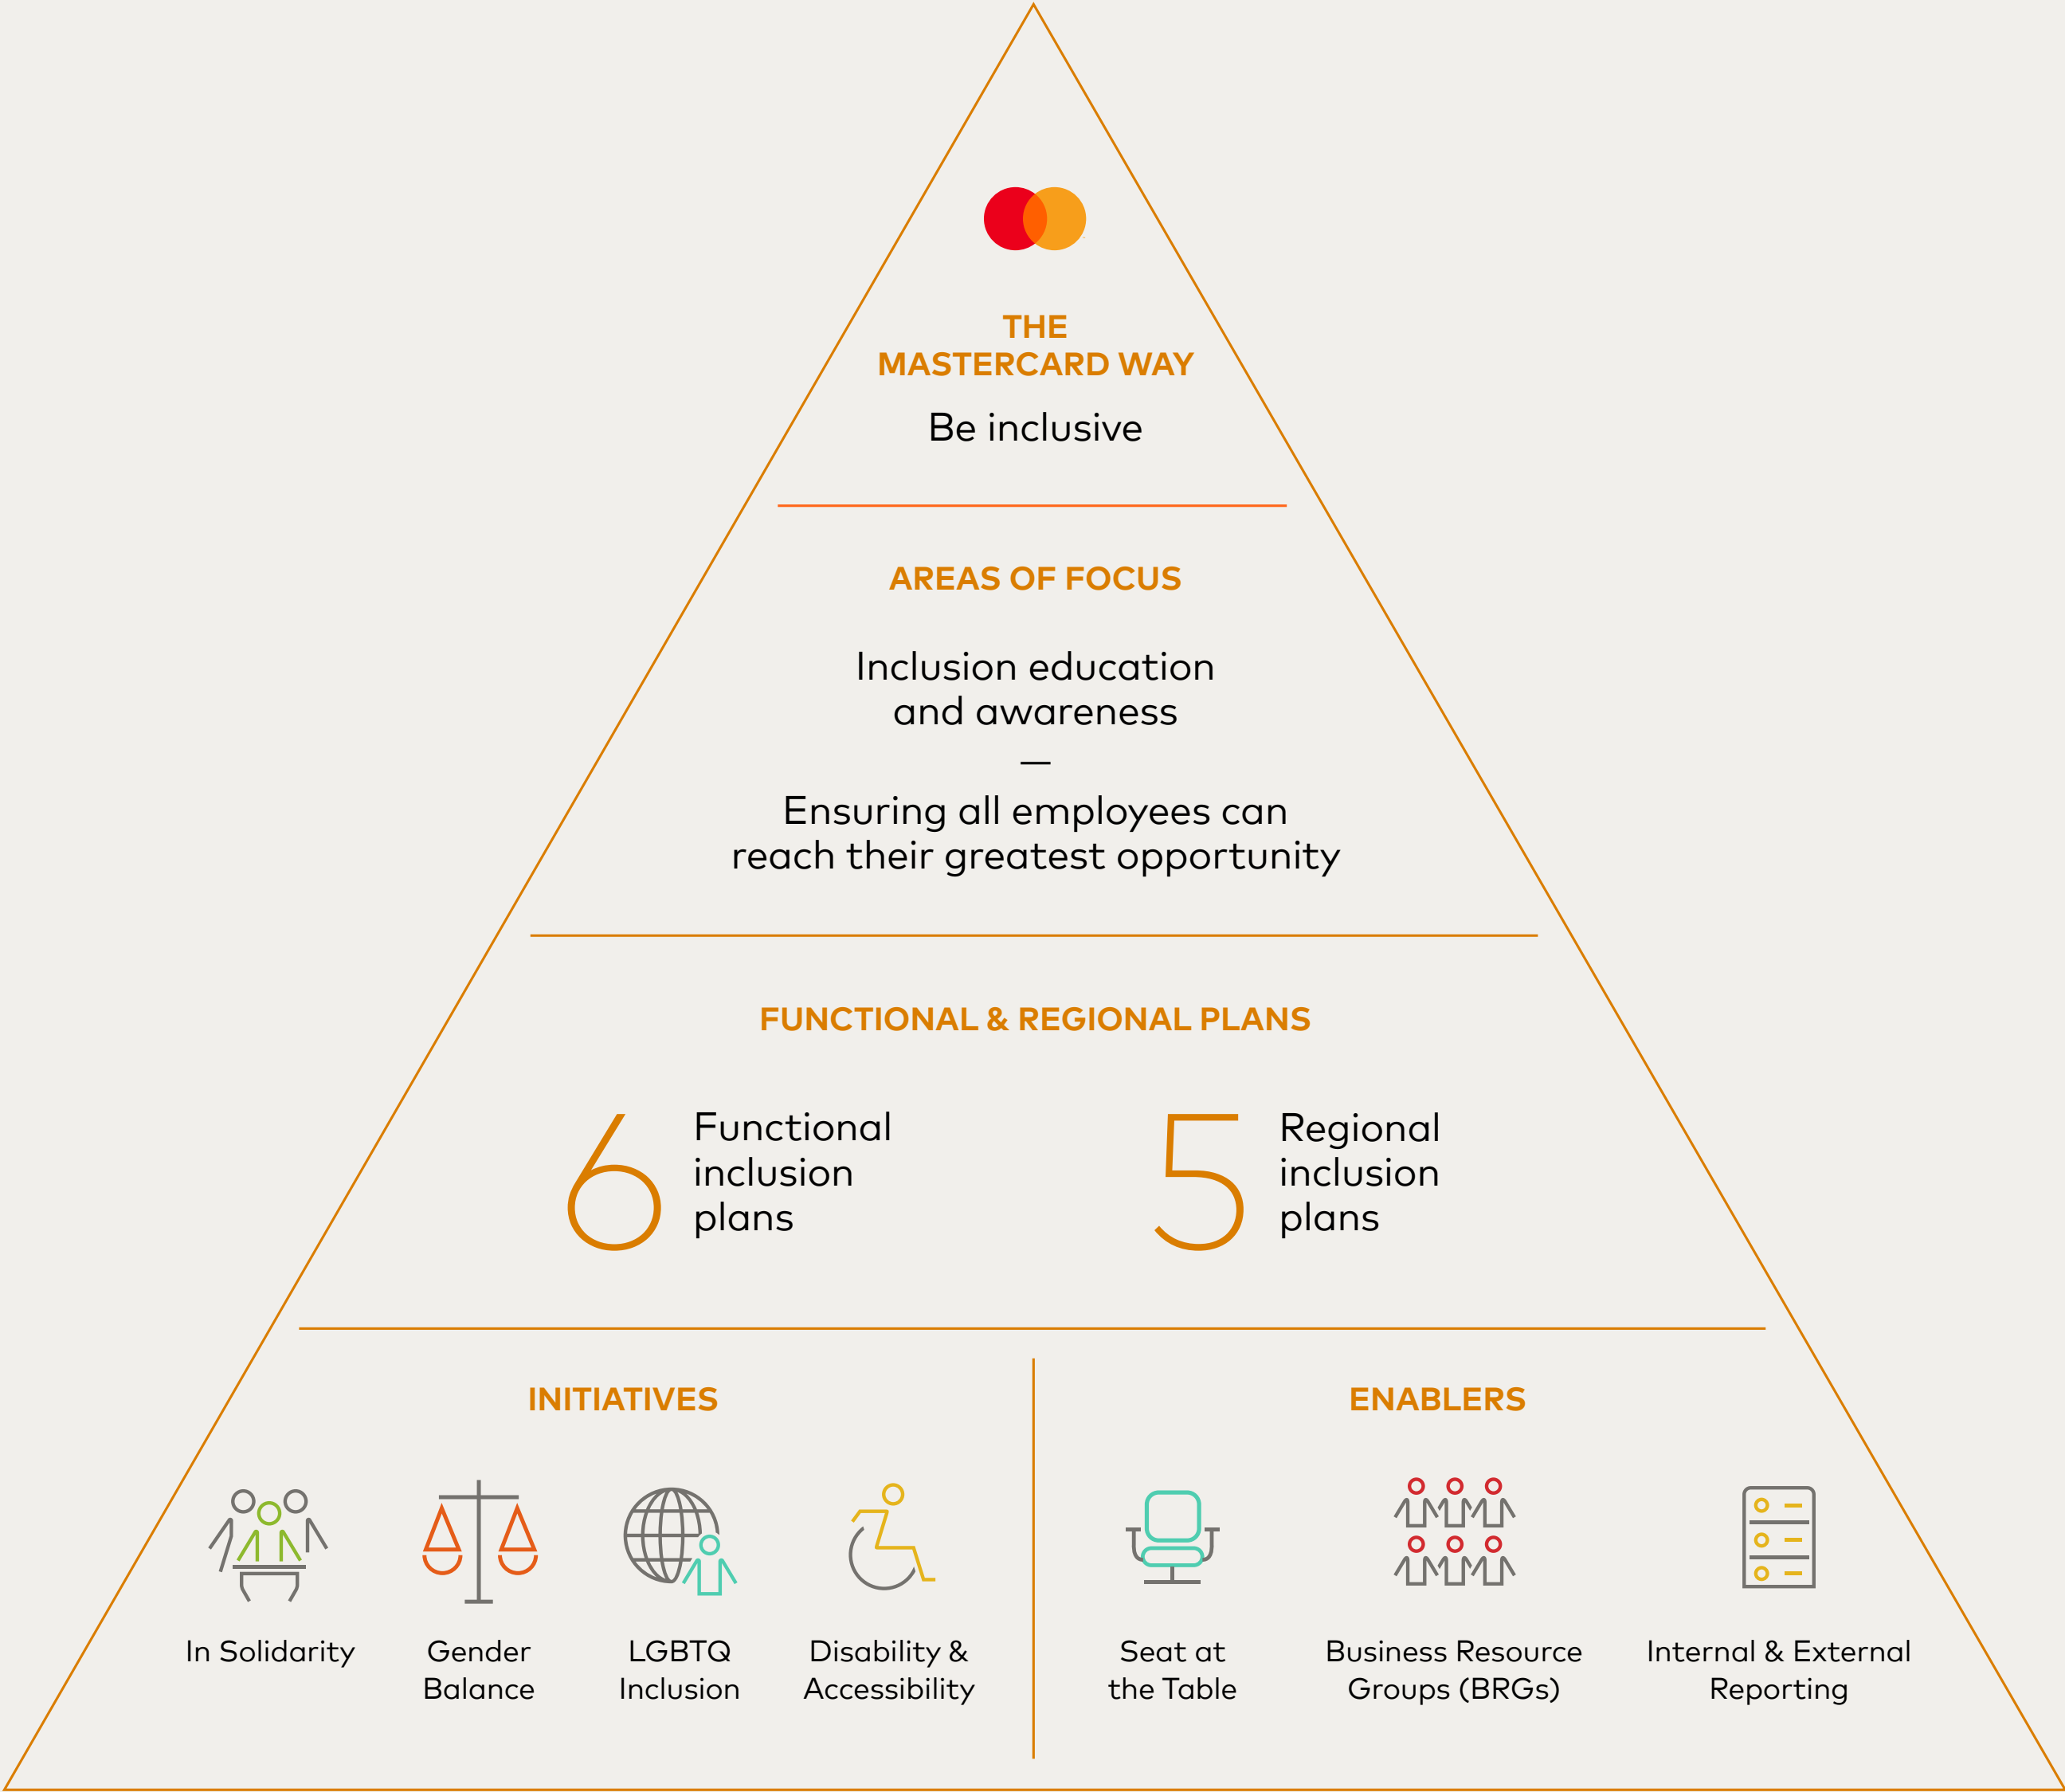 THE
MASTERCARD WAY
Be inclusive
AREAS OF FOCUS
Inclusion education
and awareness
—
Ensuring all employees can
reach their greatest opportunity
FUNCTIONAL & REGIONAL PLANS
6
Functional
inclusion
plans
5
Regional
inclusion
plans
INITIATIVES
In Solidarity
Gender
Balance
LGBTQ
Inclusion
Disability &
Accessibility
ENABLERS
Seat at
the Table
Business Resource
Groups (BRGs)
Internal & External
Reporting